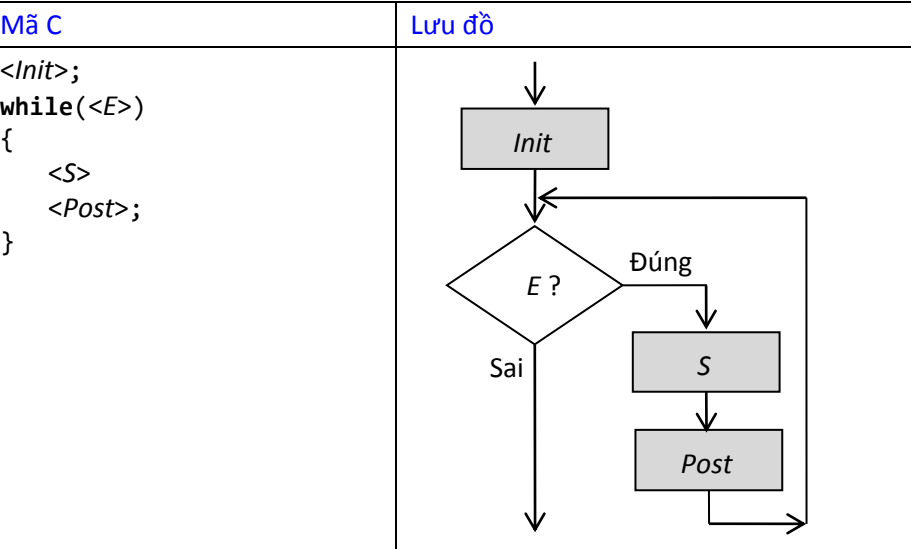 Mã C
Lưu đồ
<Init>;
while(<E>)
{
<S>
<Post>;
}
Init
E ?
Đúng
Sai
S
Post